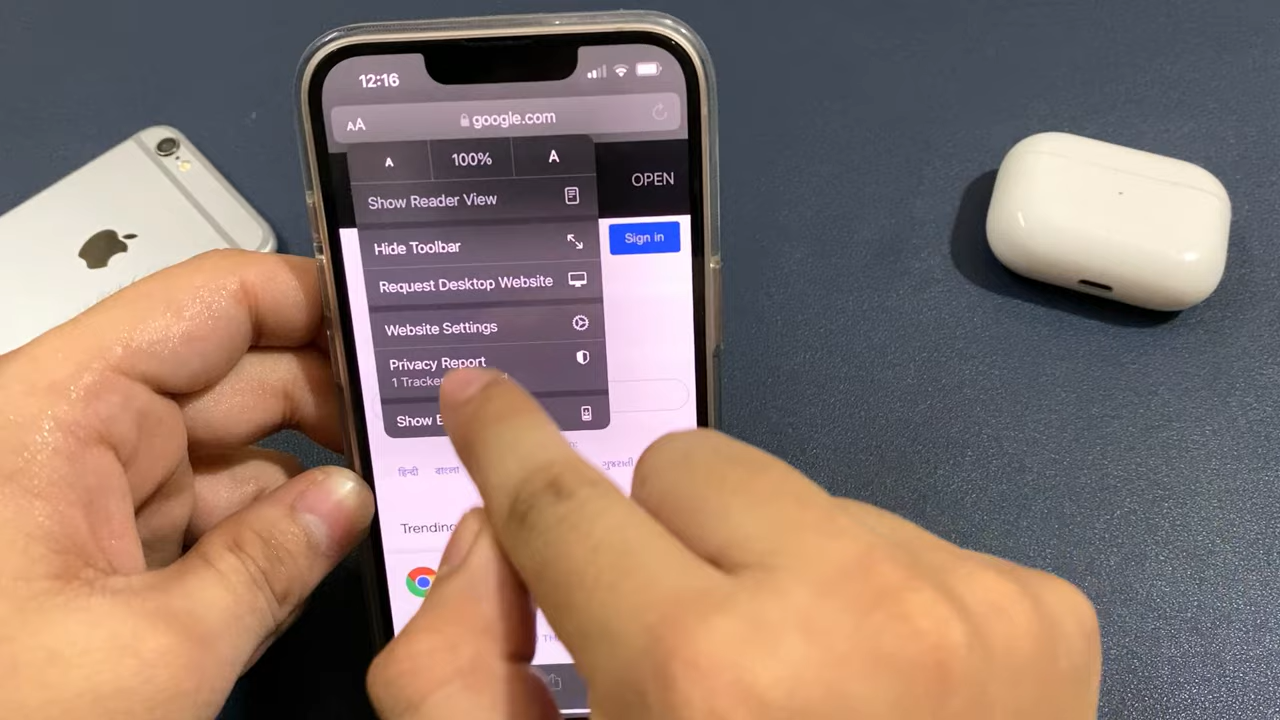 12:16
AA google.com
A 100% A
OPEN
Show Reader View
Sign in
Hide Toolbar
Request Desktop Website
Website Settings
Privacy Report
1
Show
हिन्दी বাংলা ગુજરાતી
Trending